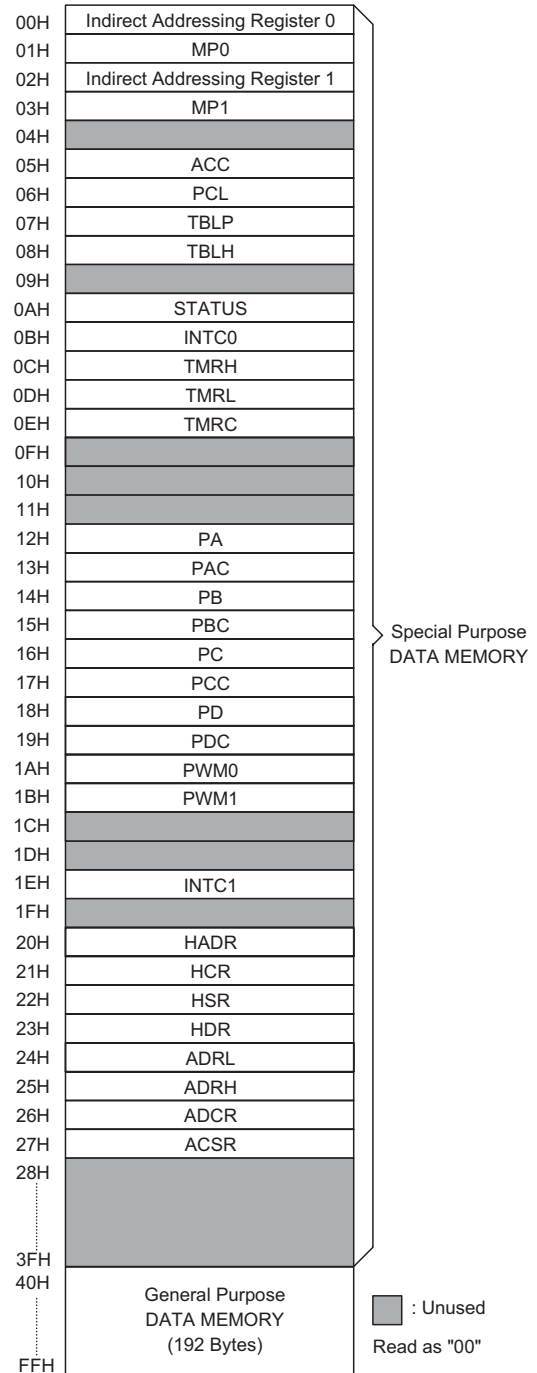 00H Indirect Addressing Register 0
01H MP0
02H Indirect Addressing Register 1
03H MP1
04H
05H ACC
06H PCL
07H TBLP
08H TBLH
09H
0AH STATUS
0BH INTC0
0CH TMRH
0DH TMRL
0EH TMRC
0FH
10H
11H
12H PA
13H PAC
14H PB
15H PBC
16H PC
17H PCC
18H PD
19H PDC
1AH PWM0
1BH PWM1
1CH
1DH
1EH INTC1
1FH
20H HADR
21H HCR
22H HSR
23H HDR
24H ADRL
25H ADRH
26H ADCR
27H ACSR
28H
3FH
40H
FFH
General Purpose
DATA MEMORY
(192 Bytes)
Special Purpose
DATA MEMORY
: Unused
Read as "00"